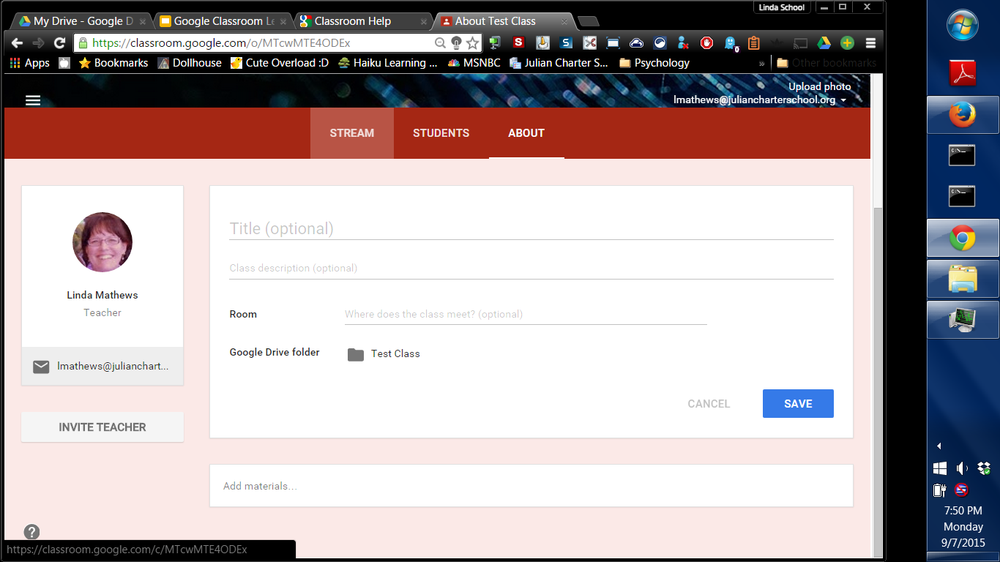 Linda School
My Drive - Google D
Google Classroom Le
Classroom Help
About Test Class
https://classroom.google.com/o/MTcwMTE4ODEx
Apps
Bookmarks
Dollhouse
Cute Overload :D
Haiku Learning ...
MSNBC
Julian Charter S...
Psychology
»
Other bookmarks
Upload photo
lmathews@juliancharterschool.org
STREAM
STUDENTS
ABOUT
Linda Mathews
Teacher
lmathews@julianchart...
INVITE TEACHER
Title (optional)
Class description (optional)
Room
Where does the class meet? (optional)
Google Drive folder
Test Class
CANCEL
SAVE
Add materials...
?
https://classroom.google.com/c/MTcwMTE4ODEx
7:50 PM
Monday
9/7/2015